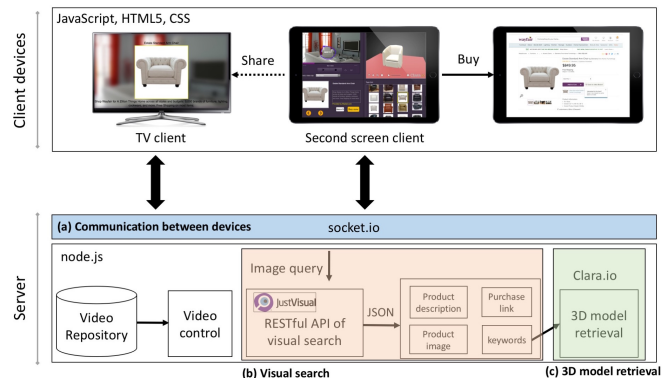 JavaScript, HTML5, CSS
Client devices
Share
Buy
TV client
Second screen client
(a) Communication between devices
socket.io
Server
node.js
Image query
Clara.io
JustVisual
Video
Repository
Video
control
RESTful API of
visual search
JSON
Product
description
Purchase
link
Product
image
keywords
3D model
retrieval
(b) Visual search
(c) 3D model retrieval